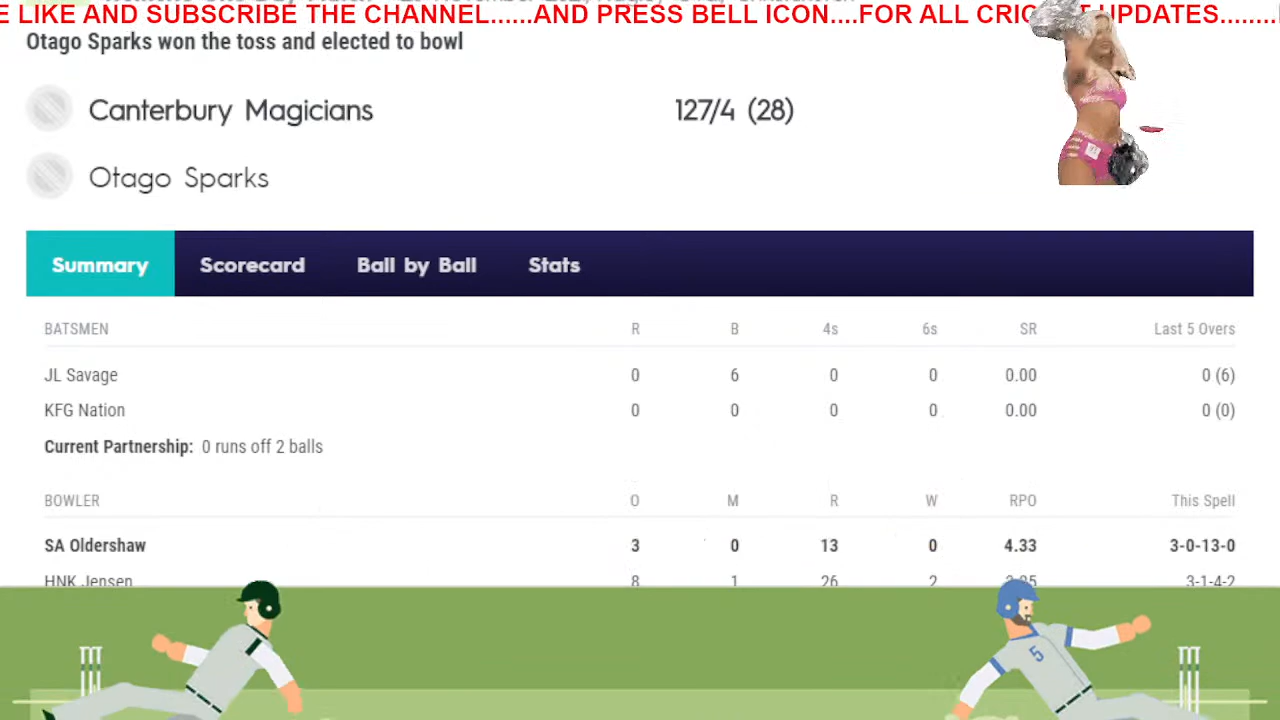 E LIKE AND SUBSCRIBE THE CHANNEL......AND PRESS BELL ICON....FOR ALL CRIC T UPDATES........
Otago Sparks won the toss and elected to bowl
Canterbury Magicians 127/4 (28)
Otago Sparks
Summary Scorecard Ball by Ball Stats
BATSMEN R B 4s 6s SR Last 5 Overs
JL Savage 0 6 0 0 0.00 0 (6)
KFG Nation 0 0 0 0 0.00 0 (0)
Current Partnership: 0 runs off 2 balls
BOWLER O M R W RPO This Spell
SA Oldershaw 3 0 13 0 4.33 3-0-13-0
HNK Jensen 8 1 26 2 3-1-4-2
5